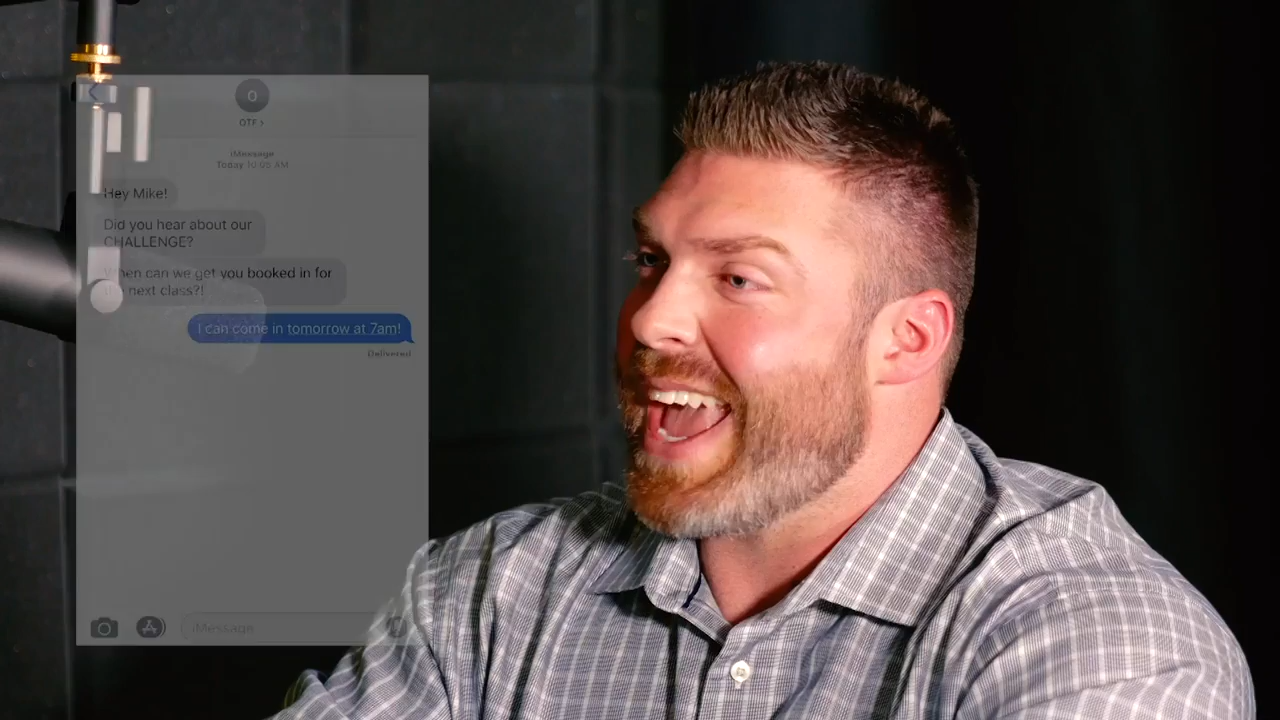 O
OTF >
iMessage
Today 10:05 AM
Hey Mike!
Did you hear about our
CHALLENGE?
When can we get you booked in for
the next class?!
I can come in tomorrow at 7am!
Delivered
iMessage